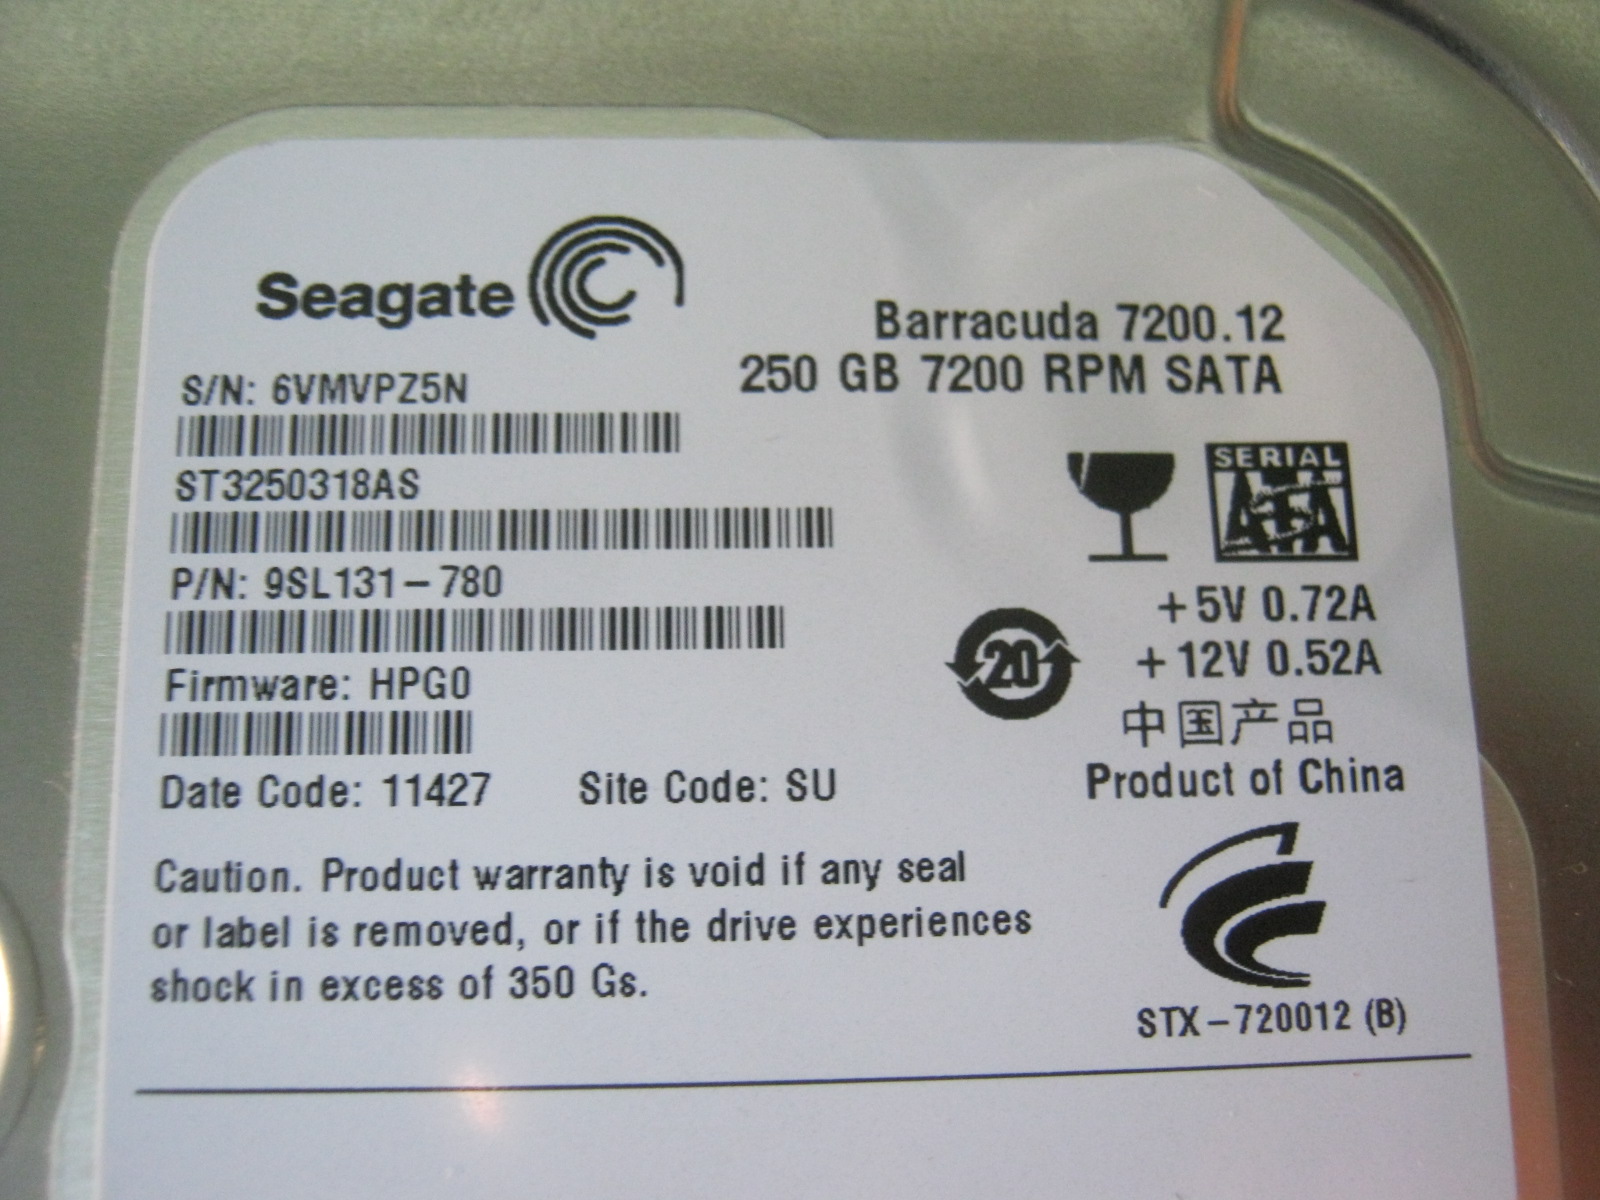 Seagate
Barracuda 7200.12
250 GB 7200 RPM SATA
S/N: 6VMVPZ5N
ST3250318AS
P/N: 9SL131-780
Firmware: HPG0
Date Code: 11427 Site Code: SU
SERIAL
ATA
+5V 0.72A
+12V 0.52A
20
中国产品
Product of China
Caution. Product warranty is void if any seal
or label is removed, or if the drive experiences
shock in excess of 350 Gs.
STX-720012 (B)